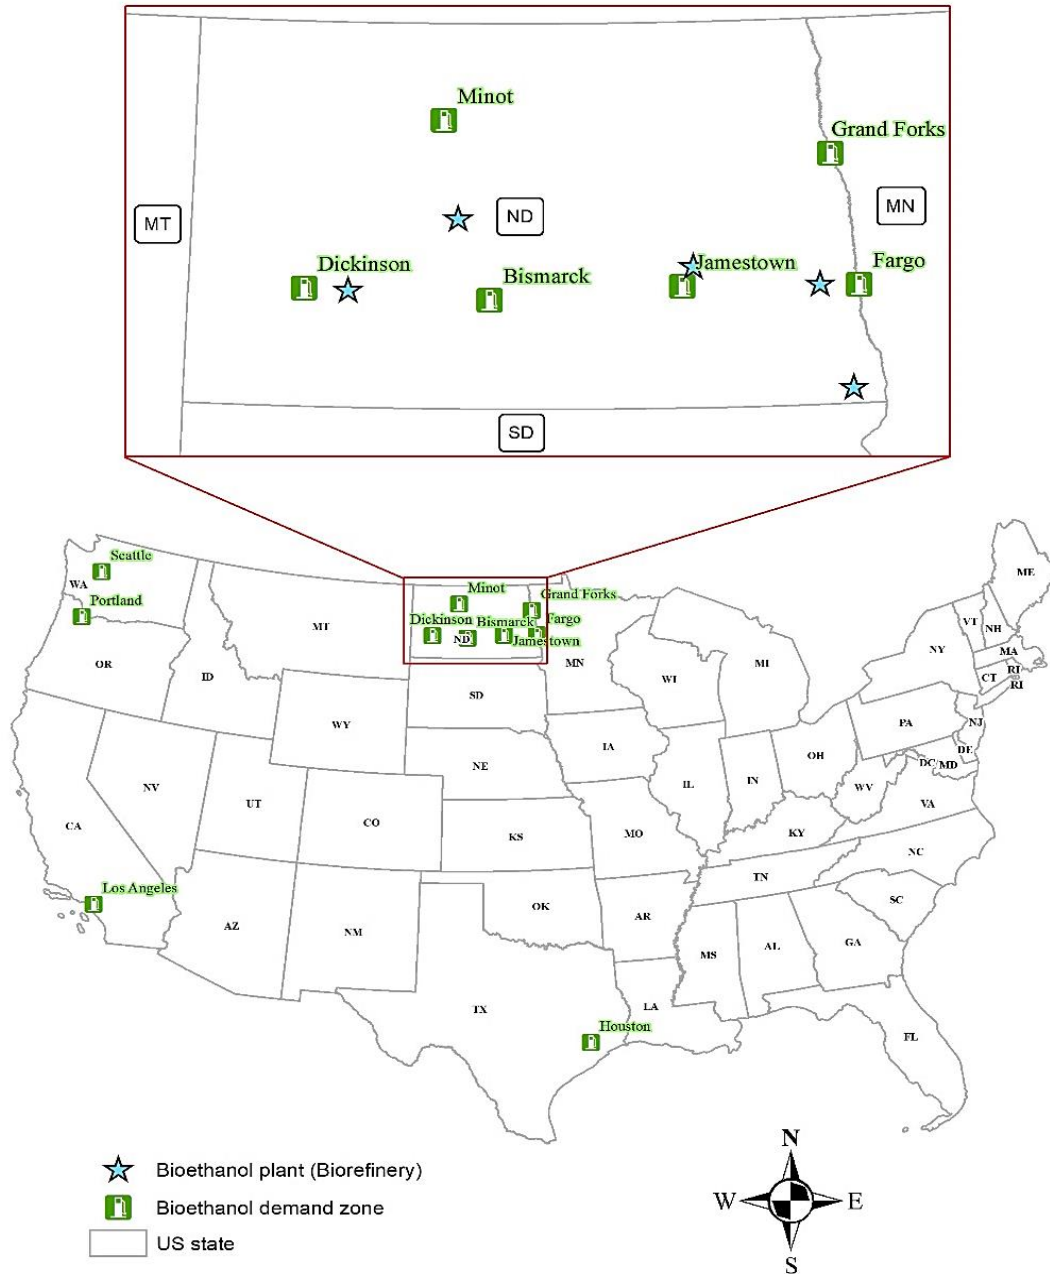 Minot
Grand Forks
MT
ND
MN
Dickinson
Bismarck
Jamestown
Fargo
SD
Seattle
WA
Portland
OR
MT
ID
Minot
Grand Forks
Dickinson
Bismarck
Fargo
ND
Jamestown
MN
SD
WY
NE
IA
WI
MI
ME
VT
NH
NY
MA
CT
RI
RI
PA
NJ
DE
DC
MD
OH
IN
IL
WV
VA
KY
NV
UT
CO
KS
MO
CA
NC
TN
SC
Los Angeles
AZ
NM
OK
AR
MS
AL
GA
TX
LA
Houston
FL
Bioethanol plant (Biorefinery)
Bioethanol demand zone
US state
N
W
E
S